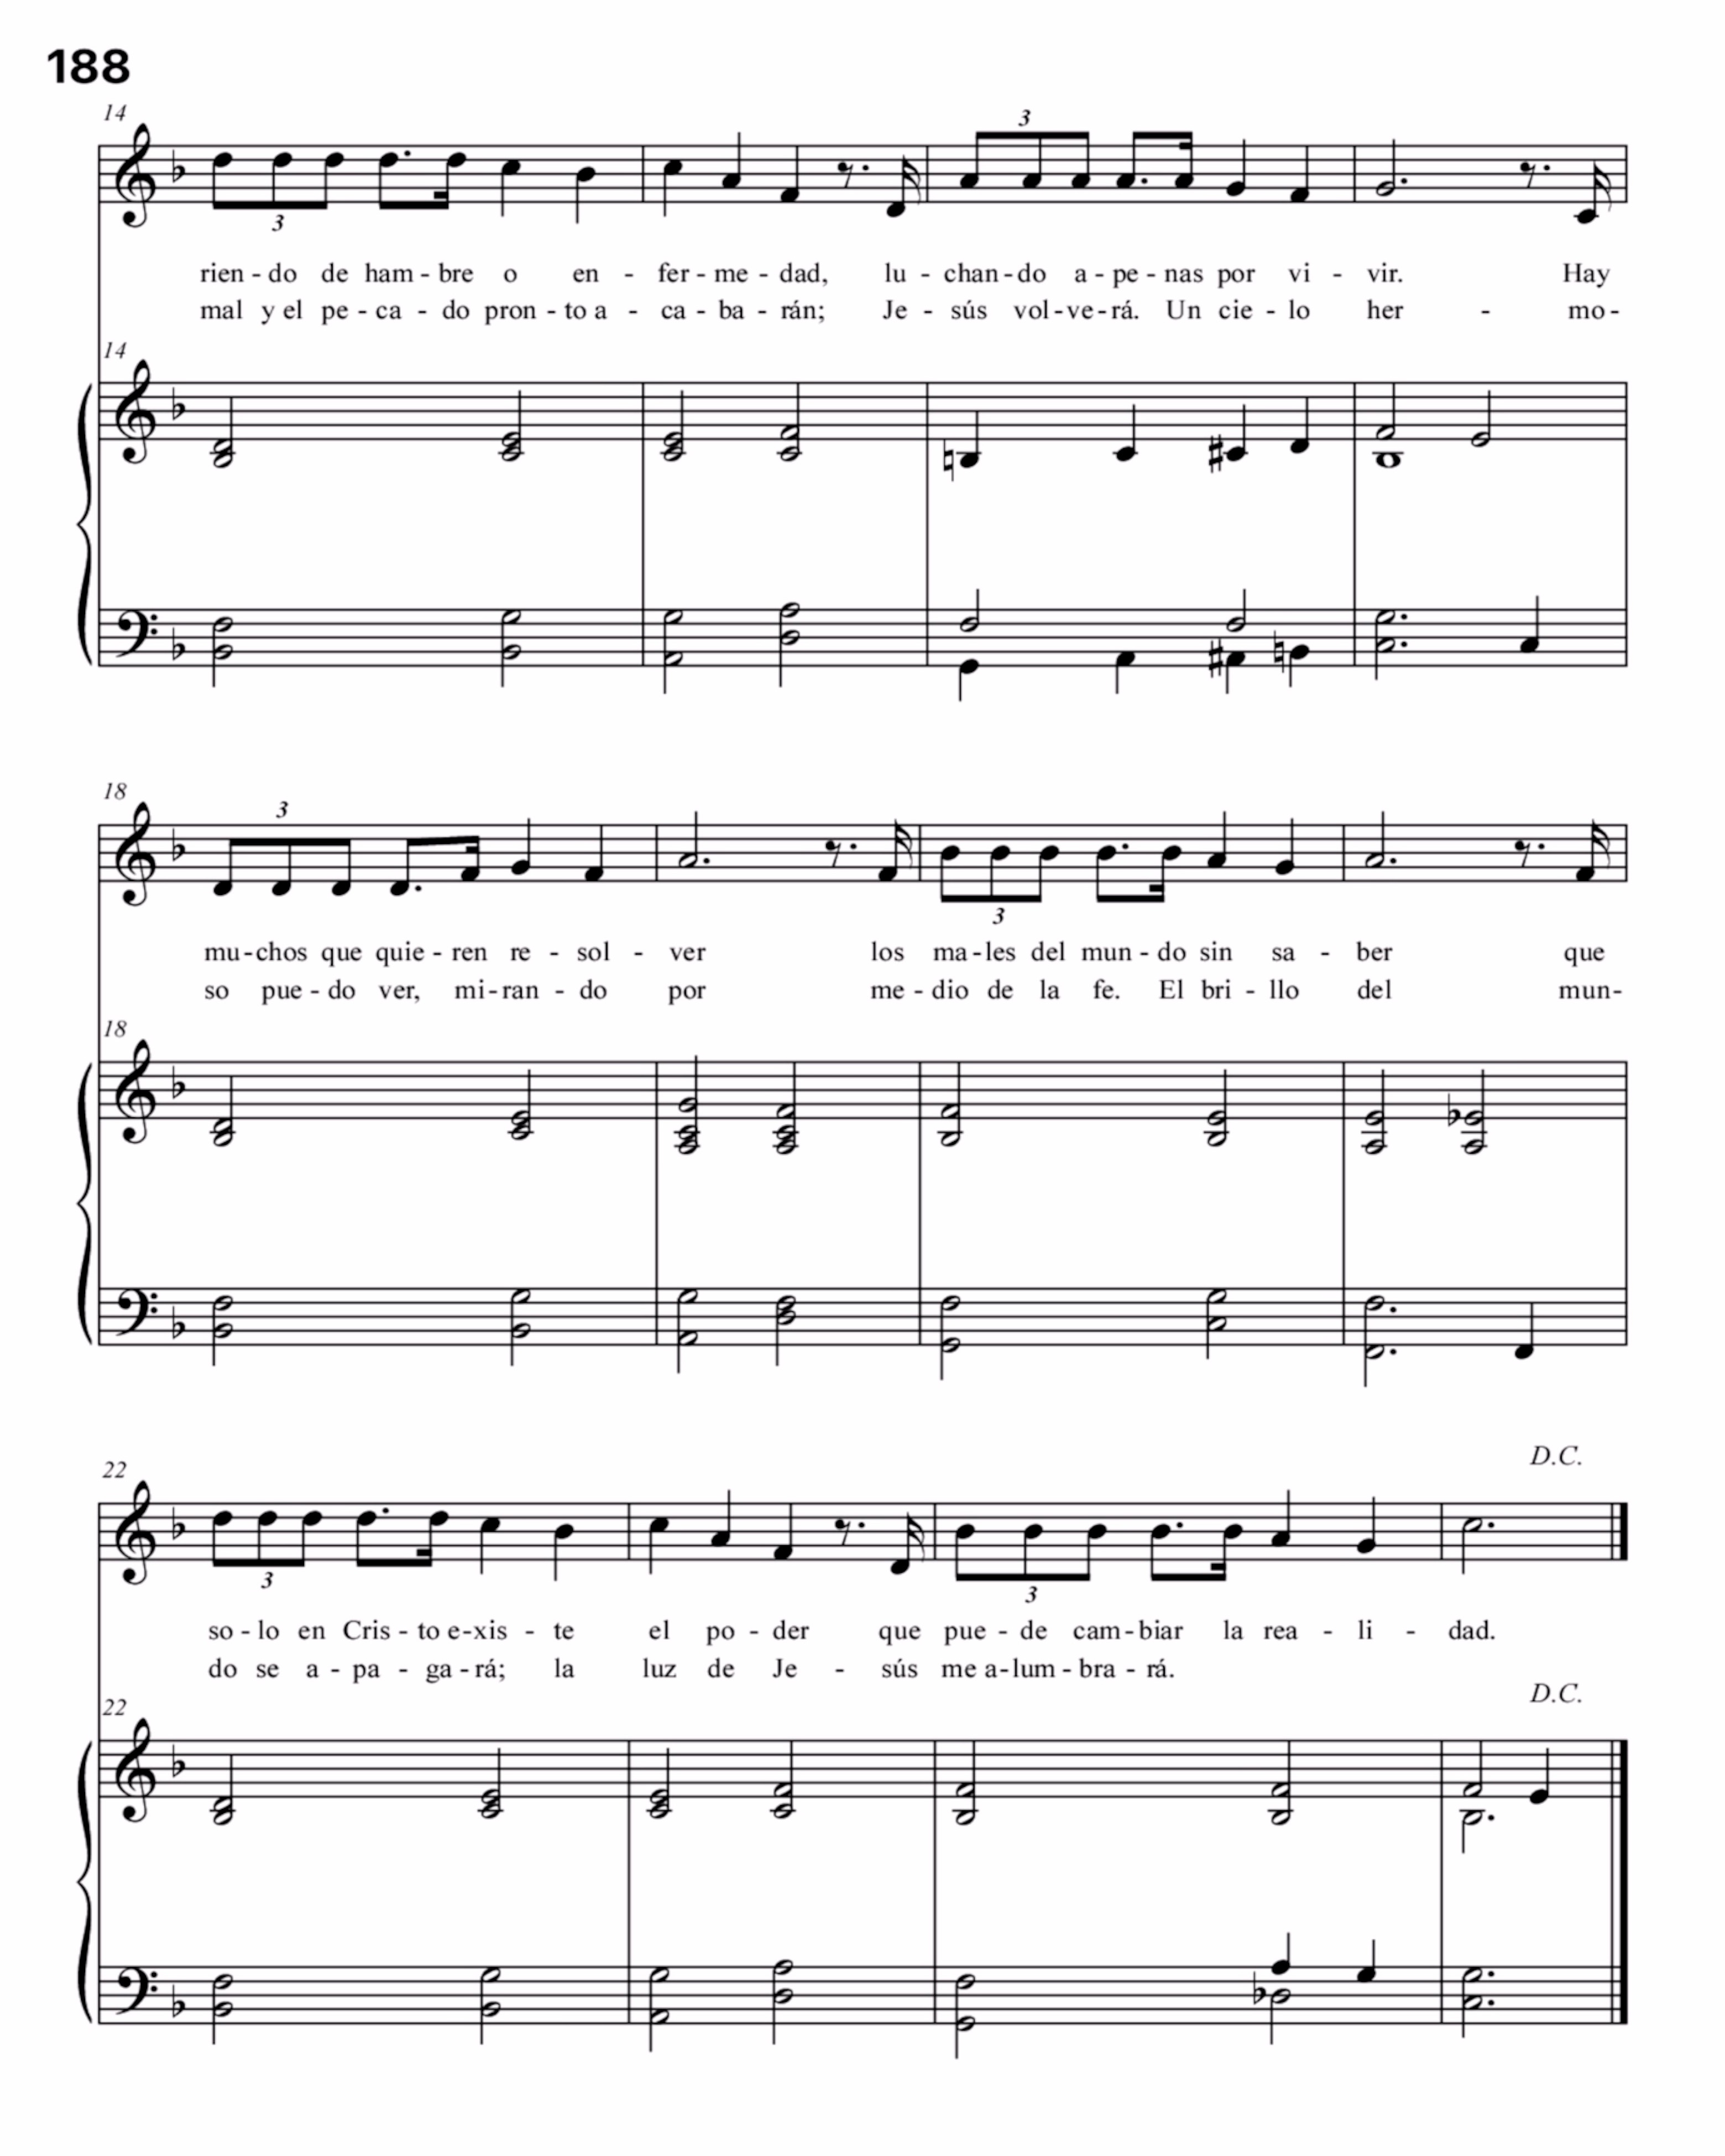 188
14
3
3
rien - do de ham - bre o en - fer - me - dad, lu - chan - do a - pe - nas por vi - vir. Hay
mal y el pe - ca - do pron - to a - ca - ba - rán; Je - sús vol - ve - rá. Un cie - lo her - mo -
14
18
3
3
mu - chos que quie - ren re - sol - ver los ma - les del mun - do sin sa - ber que
so pue - do ver, mi - ran - do por me - dio de la fe. El bri - llo del mun -
18
D.C.
22
3
3
so - lo en Cris - to e - xis - te el po - der que pue - de cam - biar la rea - li - dad.
do se a - pa - ga - rá; la luz de Je - sús me a - lum - bra - rá.
D.C.
22